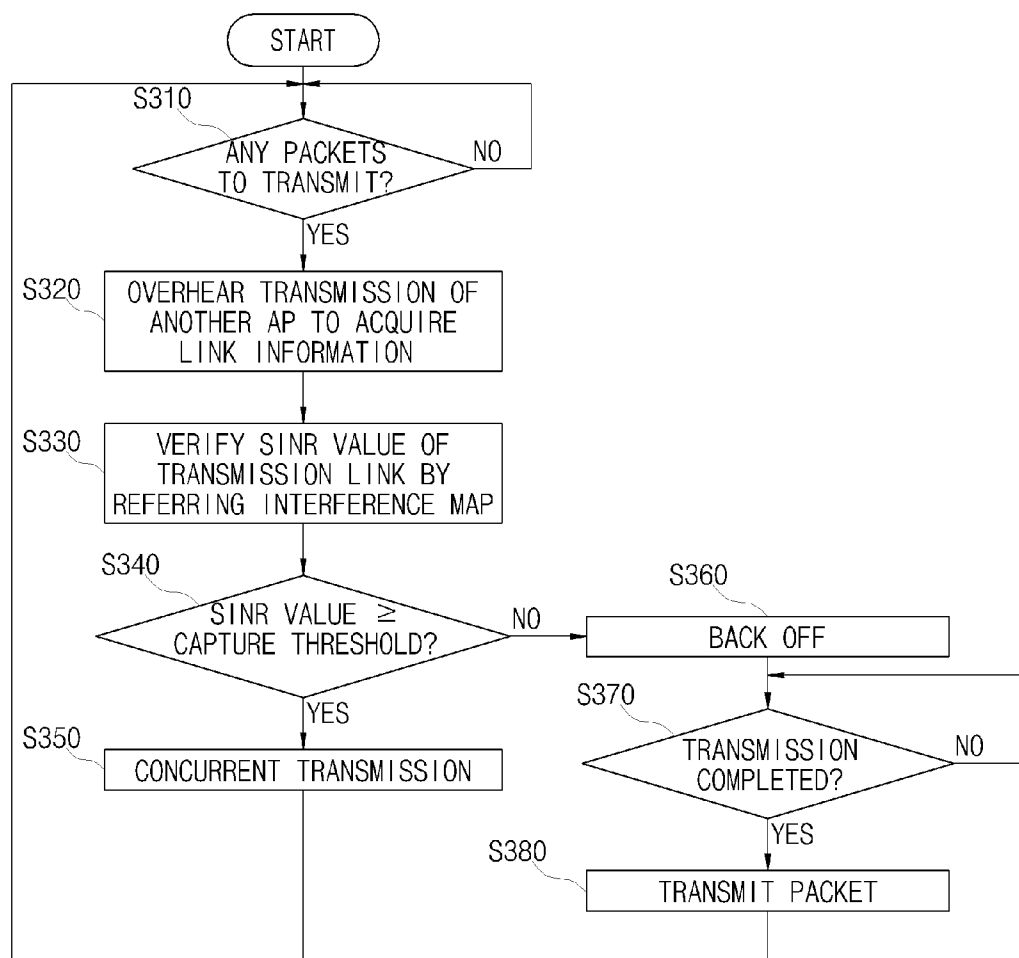 START
S310
ANY PACKETS
TO TRANSMIT?
NO
YES
S320
OVERHEAR TRANSMISSION OF
ANOTHER AP TO ACQUIRE
LINK INFORMATION
S330
VERIFY SINR VALUE OF
TRANSMISSION LINK BY
REFERRING INTERFERENCE MAP
S340
SINR VALUE ≥
CAPTURE THRESHOLD?
NO
YES
S350
CONCURRENT TRANSMISSION
S360
BACK OFF
S370
TRANSMISSION
COMPLETED?
NO
YES
S380
TRANSMIT PACKET